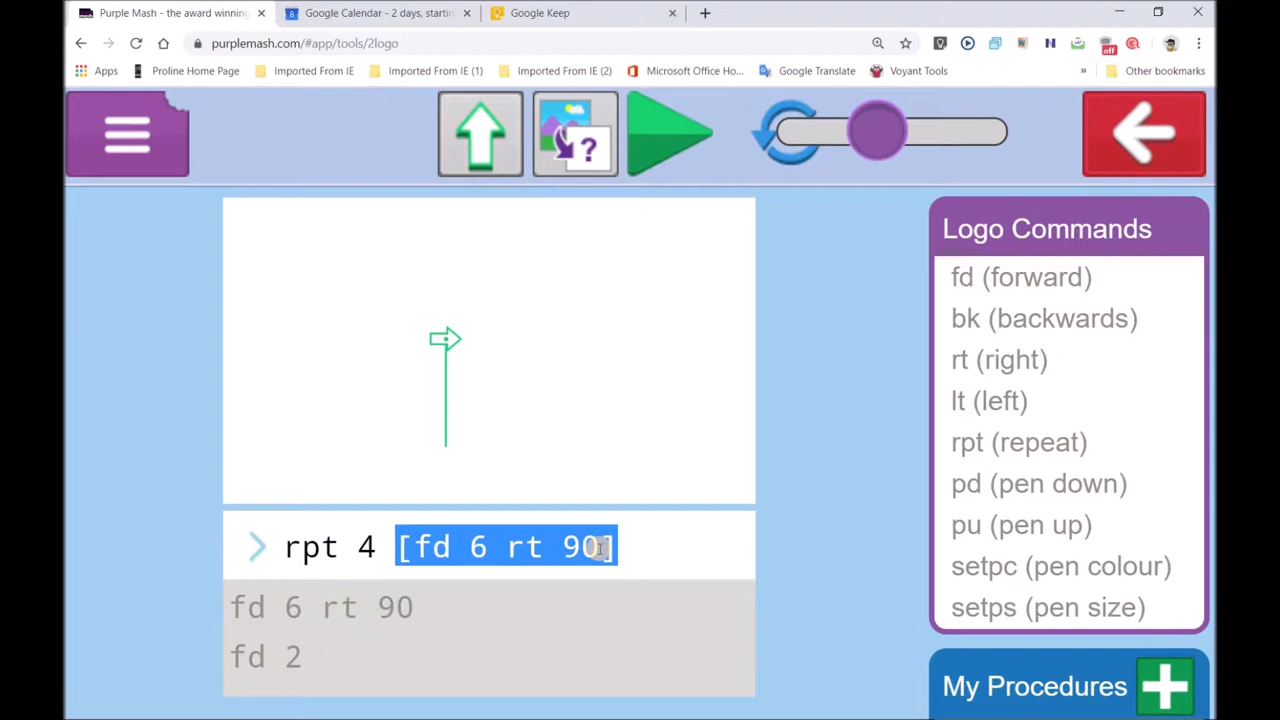 Purple Mash - the award winning
Google Calendar - 2 days, startin
Google Keep
purplemash.com/#app/tools/2logo
Apps
Proline Home Page
Imported From IE
Imported From IE (1)
Imported From IE (2)
Microsoft Office Ho...
Google Translate
Voyant Tools
»
Other bookmarks
off
?
Logo Commands
fd (forward)
bk (backwards)
rt (right)
lt (left)
rpt (repeat)
pd (pen down)
pu (pen up)
setpc (pen colour)
setps (pen size)
rpt 4 [fd 6 rt 90]
fd 6 rt 90
fd 2
My Procedures